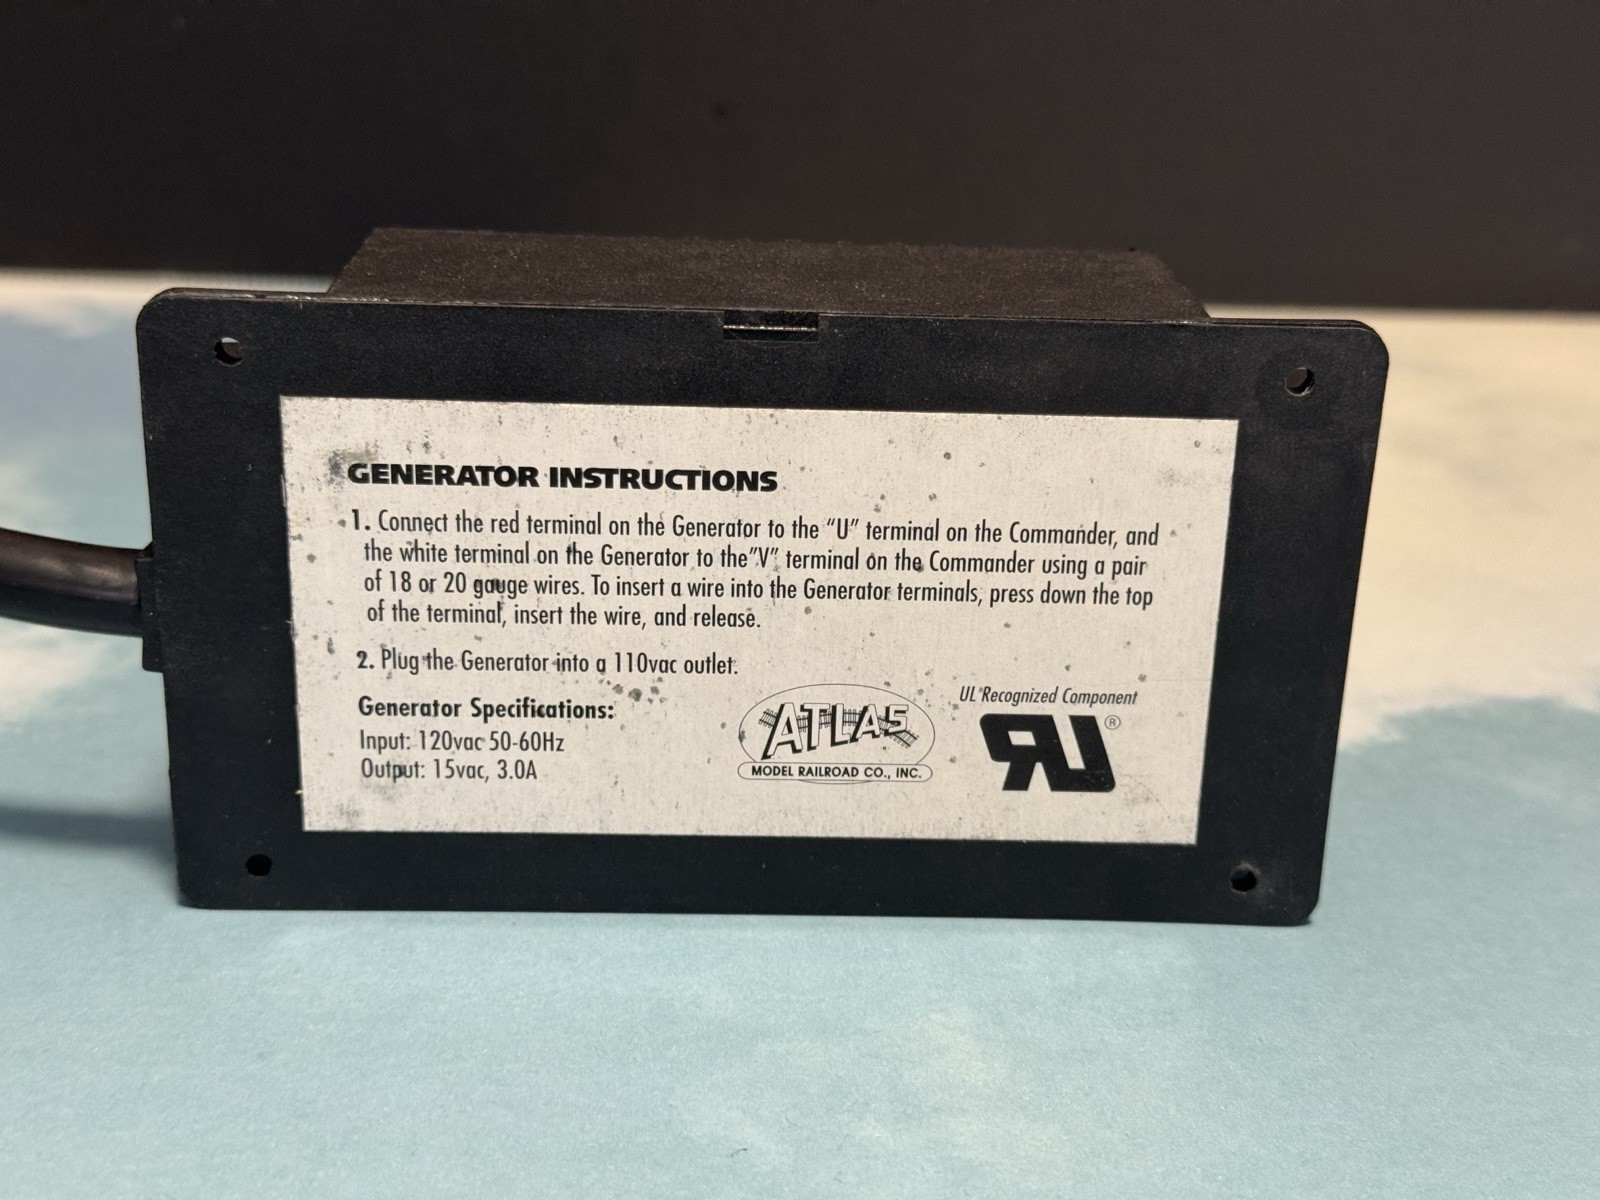 GENERATOR INSTRUCTIONS
1. Connect the red terminal on the Generator to the "U" terminal on the Commander, and
the white terminal on the Generator to the"V" terminal on the Commander using a pair
of 18 or 20 gauge wires. To insert a wire into the Generator terminals, press down the top
of the terminal, insert the wire, and release.
2. Plug the Generator into a 110vac outlet.
Generator Specifications:
Input: 120vac 50-60Hz
Output: 15vac, 3.0A
ATLAS
MODEL RAILROAD CO., INC.
UL Recognized Component
RU®